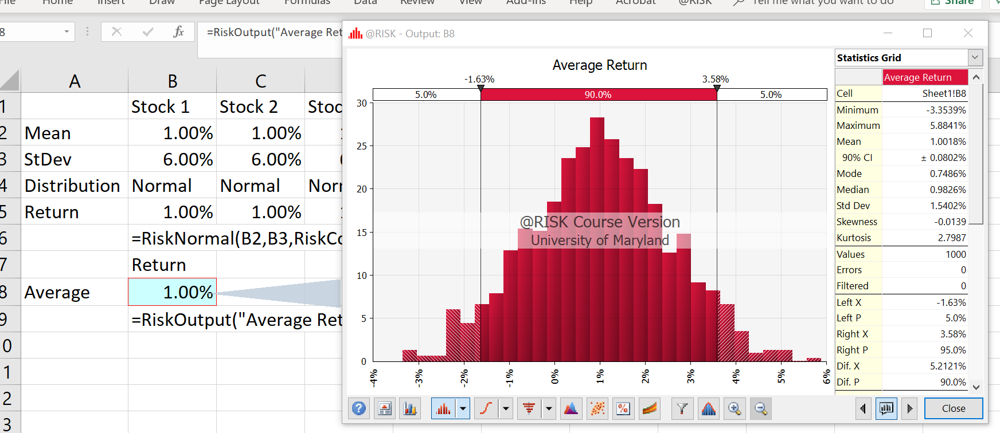 File Home Insert Draw Page Layout Formulas Data Review View Add-ins Help Acrobat @RISK Tell me what you want to do Share
8 fx =RiskOutput("Average Ret
@RISK - Output: B8
A B C
1 Stock 1 Stock 2 Stoc
2 Mean 1.00% 1.00%
3 StDev 6.00% 6.00%
4 Distribution Normal Normal Norr
5 Return 1.00% 1.00%
6 =RiskNormal(B2,B3,RiskCo
7 Return
8 Average 1.00%
9 =RiskOutput("Average Ret
0
1
2
3
Average Return
-1.63% 3.58%
5.0% 90.0% 5.0%
30
25
20
15
10
5
0
-4% -3% -2% -1% 0% 1% 2% 3% 4% 5% 6%
@RISK Course Version
University of Maryland
Statistics Grid
Average Return
Cell Sheet1!B8
Minimum -3.3539%
Maximum 5.8841%
Mean 1.0018%
90% CI ± 0.0802%
Mode 0.7486%
Median 0.9826%
Std Dev 1.5402%
Skewness -0.0139
Kurtosis 2.7987
Values 1000
Errors 0
Filtered 0
Left X -1.63%
Left P 5.0%
Right X 3.58%
Right P 95.0%
Dif. X 5.2121%
Dif. P 90.0%
Close